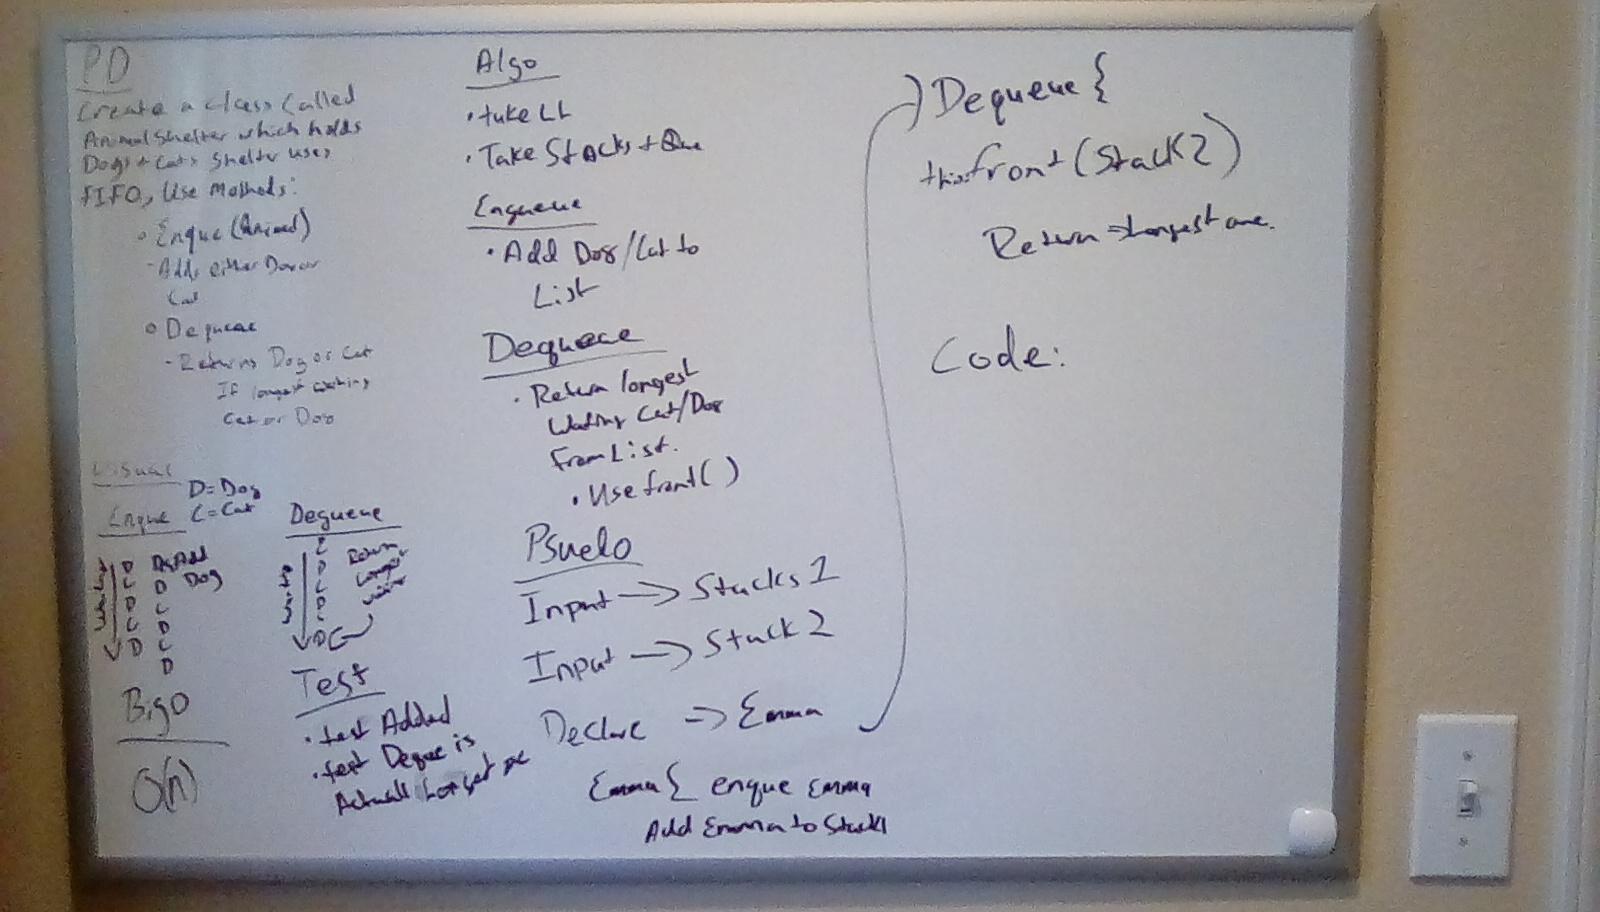 PD
Create a class called
Animal Shelter which holds
Dogs + Cats Shelter uses
FIFO, Use Methods:
Enque (Animal)
- Adds either Dog or
Cat
Dequeue
- Returns Dog or Cat
If longest waiting
Cat or Dog
Visual
D = Dog
C = Cat
Enque
D Add
C D Dog
D C
C C
D D
Dequeue
C Return
D longest
C waiting
D
C
D
BigO
O(n)
Test
• test Added
• test Deque is
Actuall Longest one
Algo
• take LL
• Take Stacks + Que
Enqueue
• Add Dog/Cat to
List
Dequeue
• Return longest
Waiting Cat/Dog
From List.
• Use front()
Psuedo
Input → Stacks 1
Input → Stack 2
Declare → Emma
Emma { enque Emma
Add Emma to Stack1
Dequeue {
this.front (Stack 2)
Return longest one.
Code: